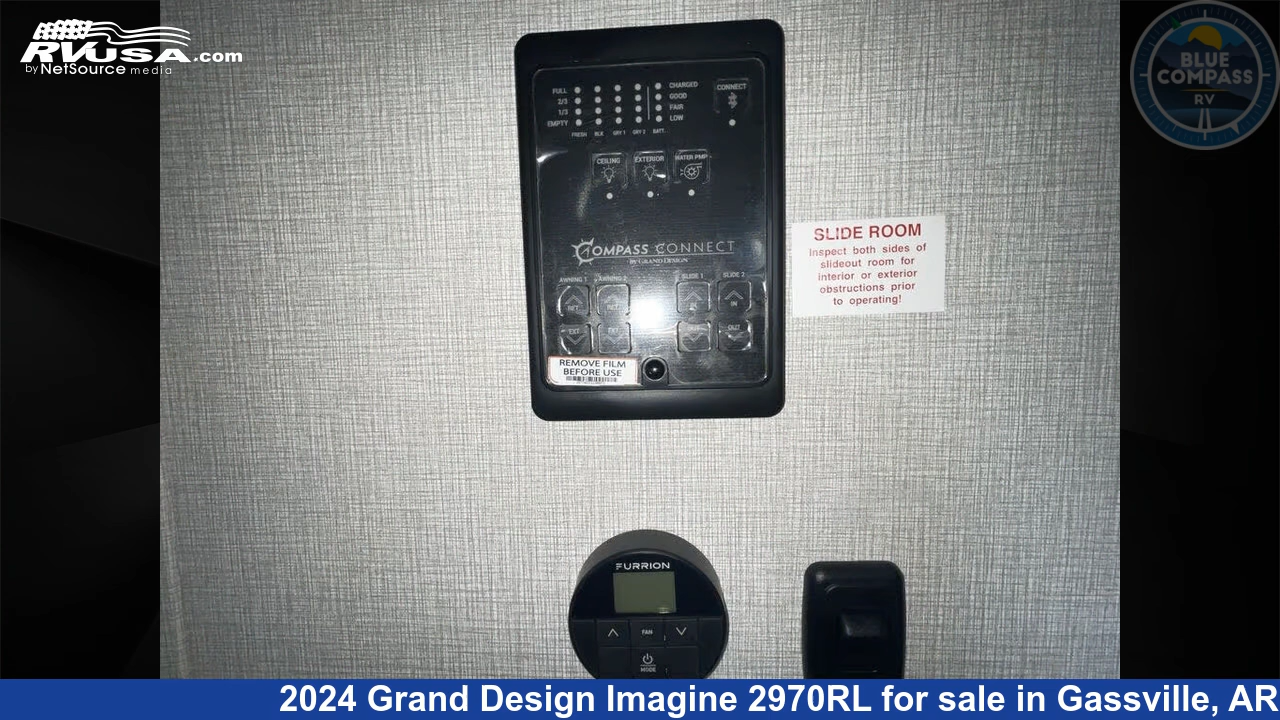 RVUSA.com
by NetSource media
BLUE
COMPASS
RV
FULL
2/3
1/3
EMPTY
FRESH BLK GRY 1 GRY 2 BATT.
CHARGED
GOOD
FAIR
LOW
CONNECT
CEILING EXTERIOR WATER PMP
COMPASS CONNECT
BY GRAND DESIGN
AWNING 1 AWNING 2 SLIDE 1 SLIDE 2
RET IN
EXT EXT OUT OUT
REMOVE FILM
BEFORE USE
SLIDE ROOM
Inspect both sides of
slideout room for
interior or exterior
obstructions prior
to operating!
FURRION
FAN
MODE
2024 Grand Design Imagine 2970RL for sale in Gassville, AR